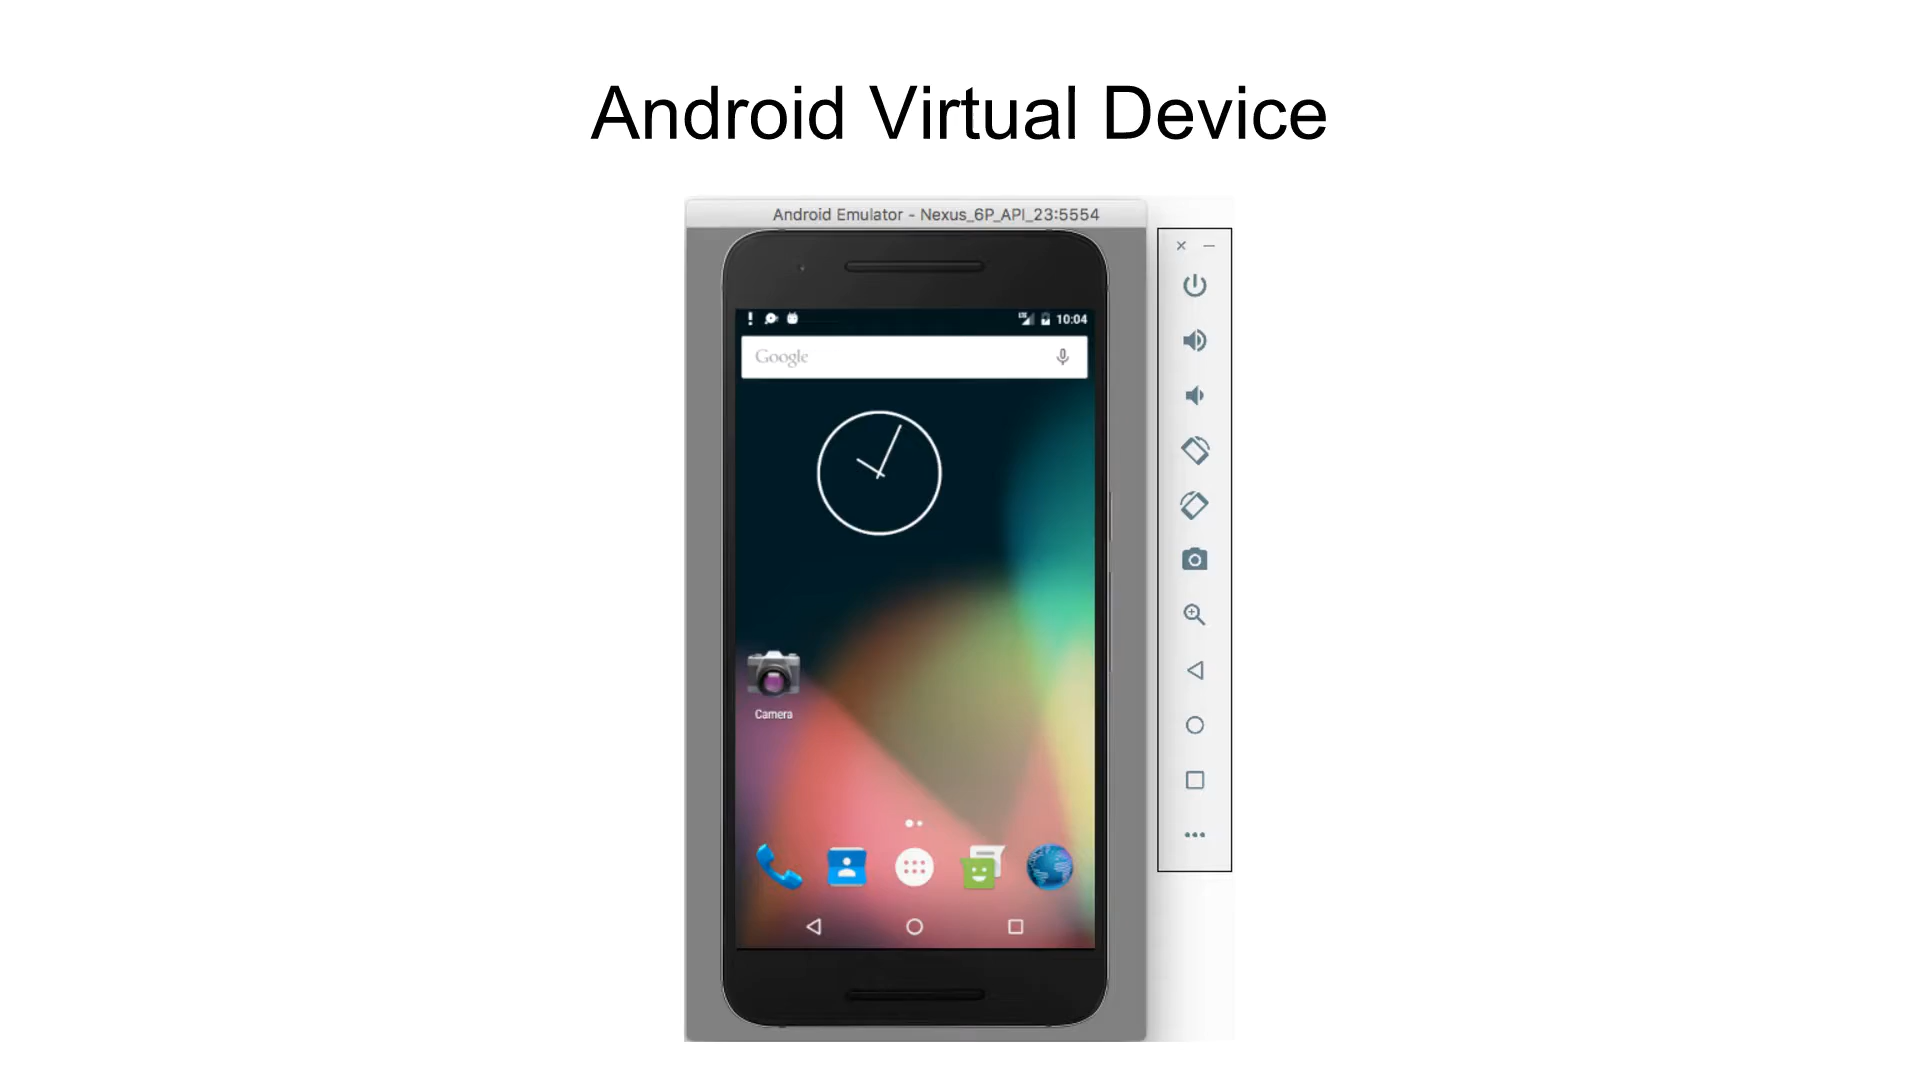 Android Virtual Device
Android Emulator - Nexus_6P_API_23:5554
10:04
Google
Camera